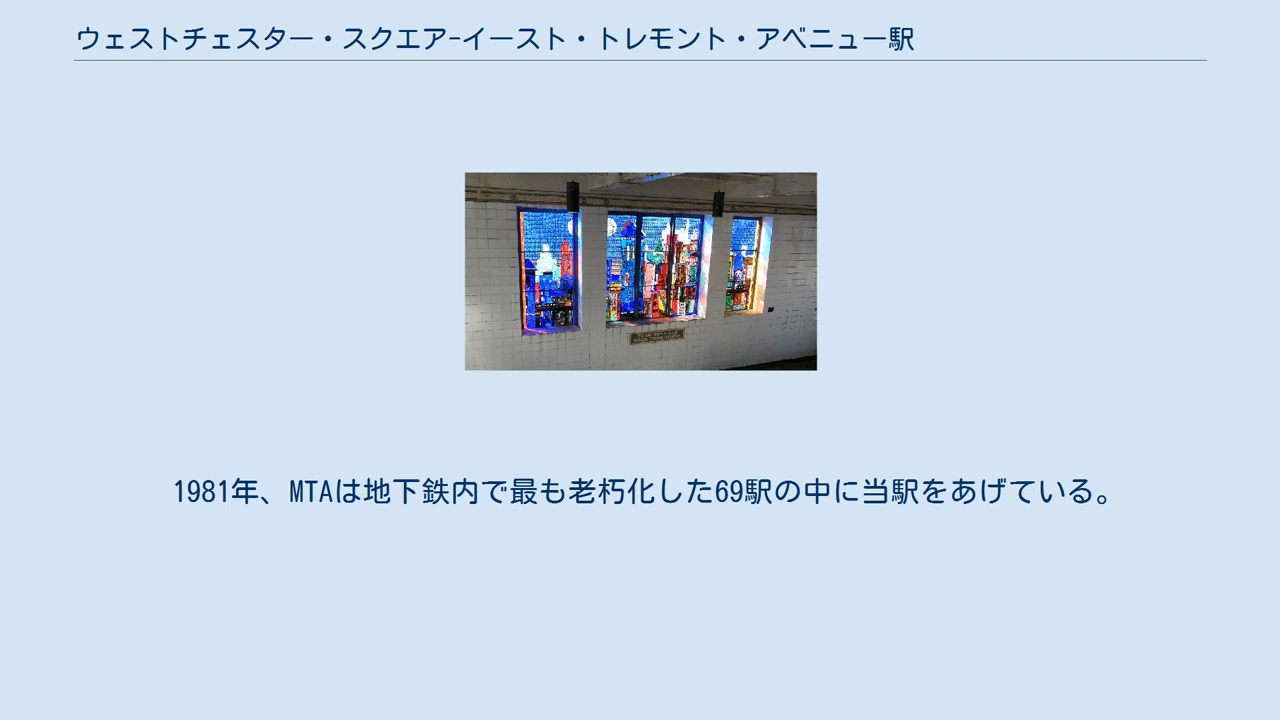 ウェストチェスター・スクエア-イースト・トレモント・アベニュー駅
1981年、MTAは地下鉄内で最も老朽化した69駅の中に当駅をあげている。